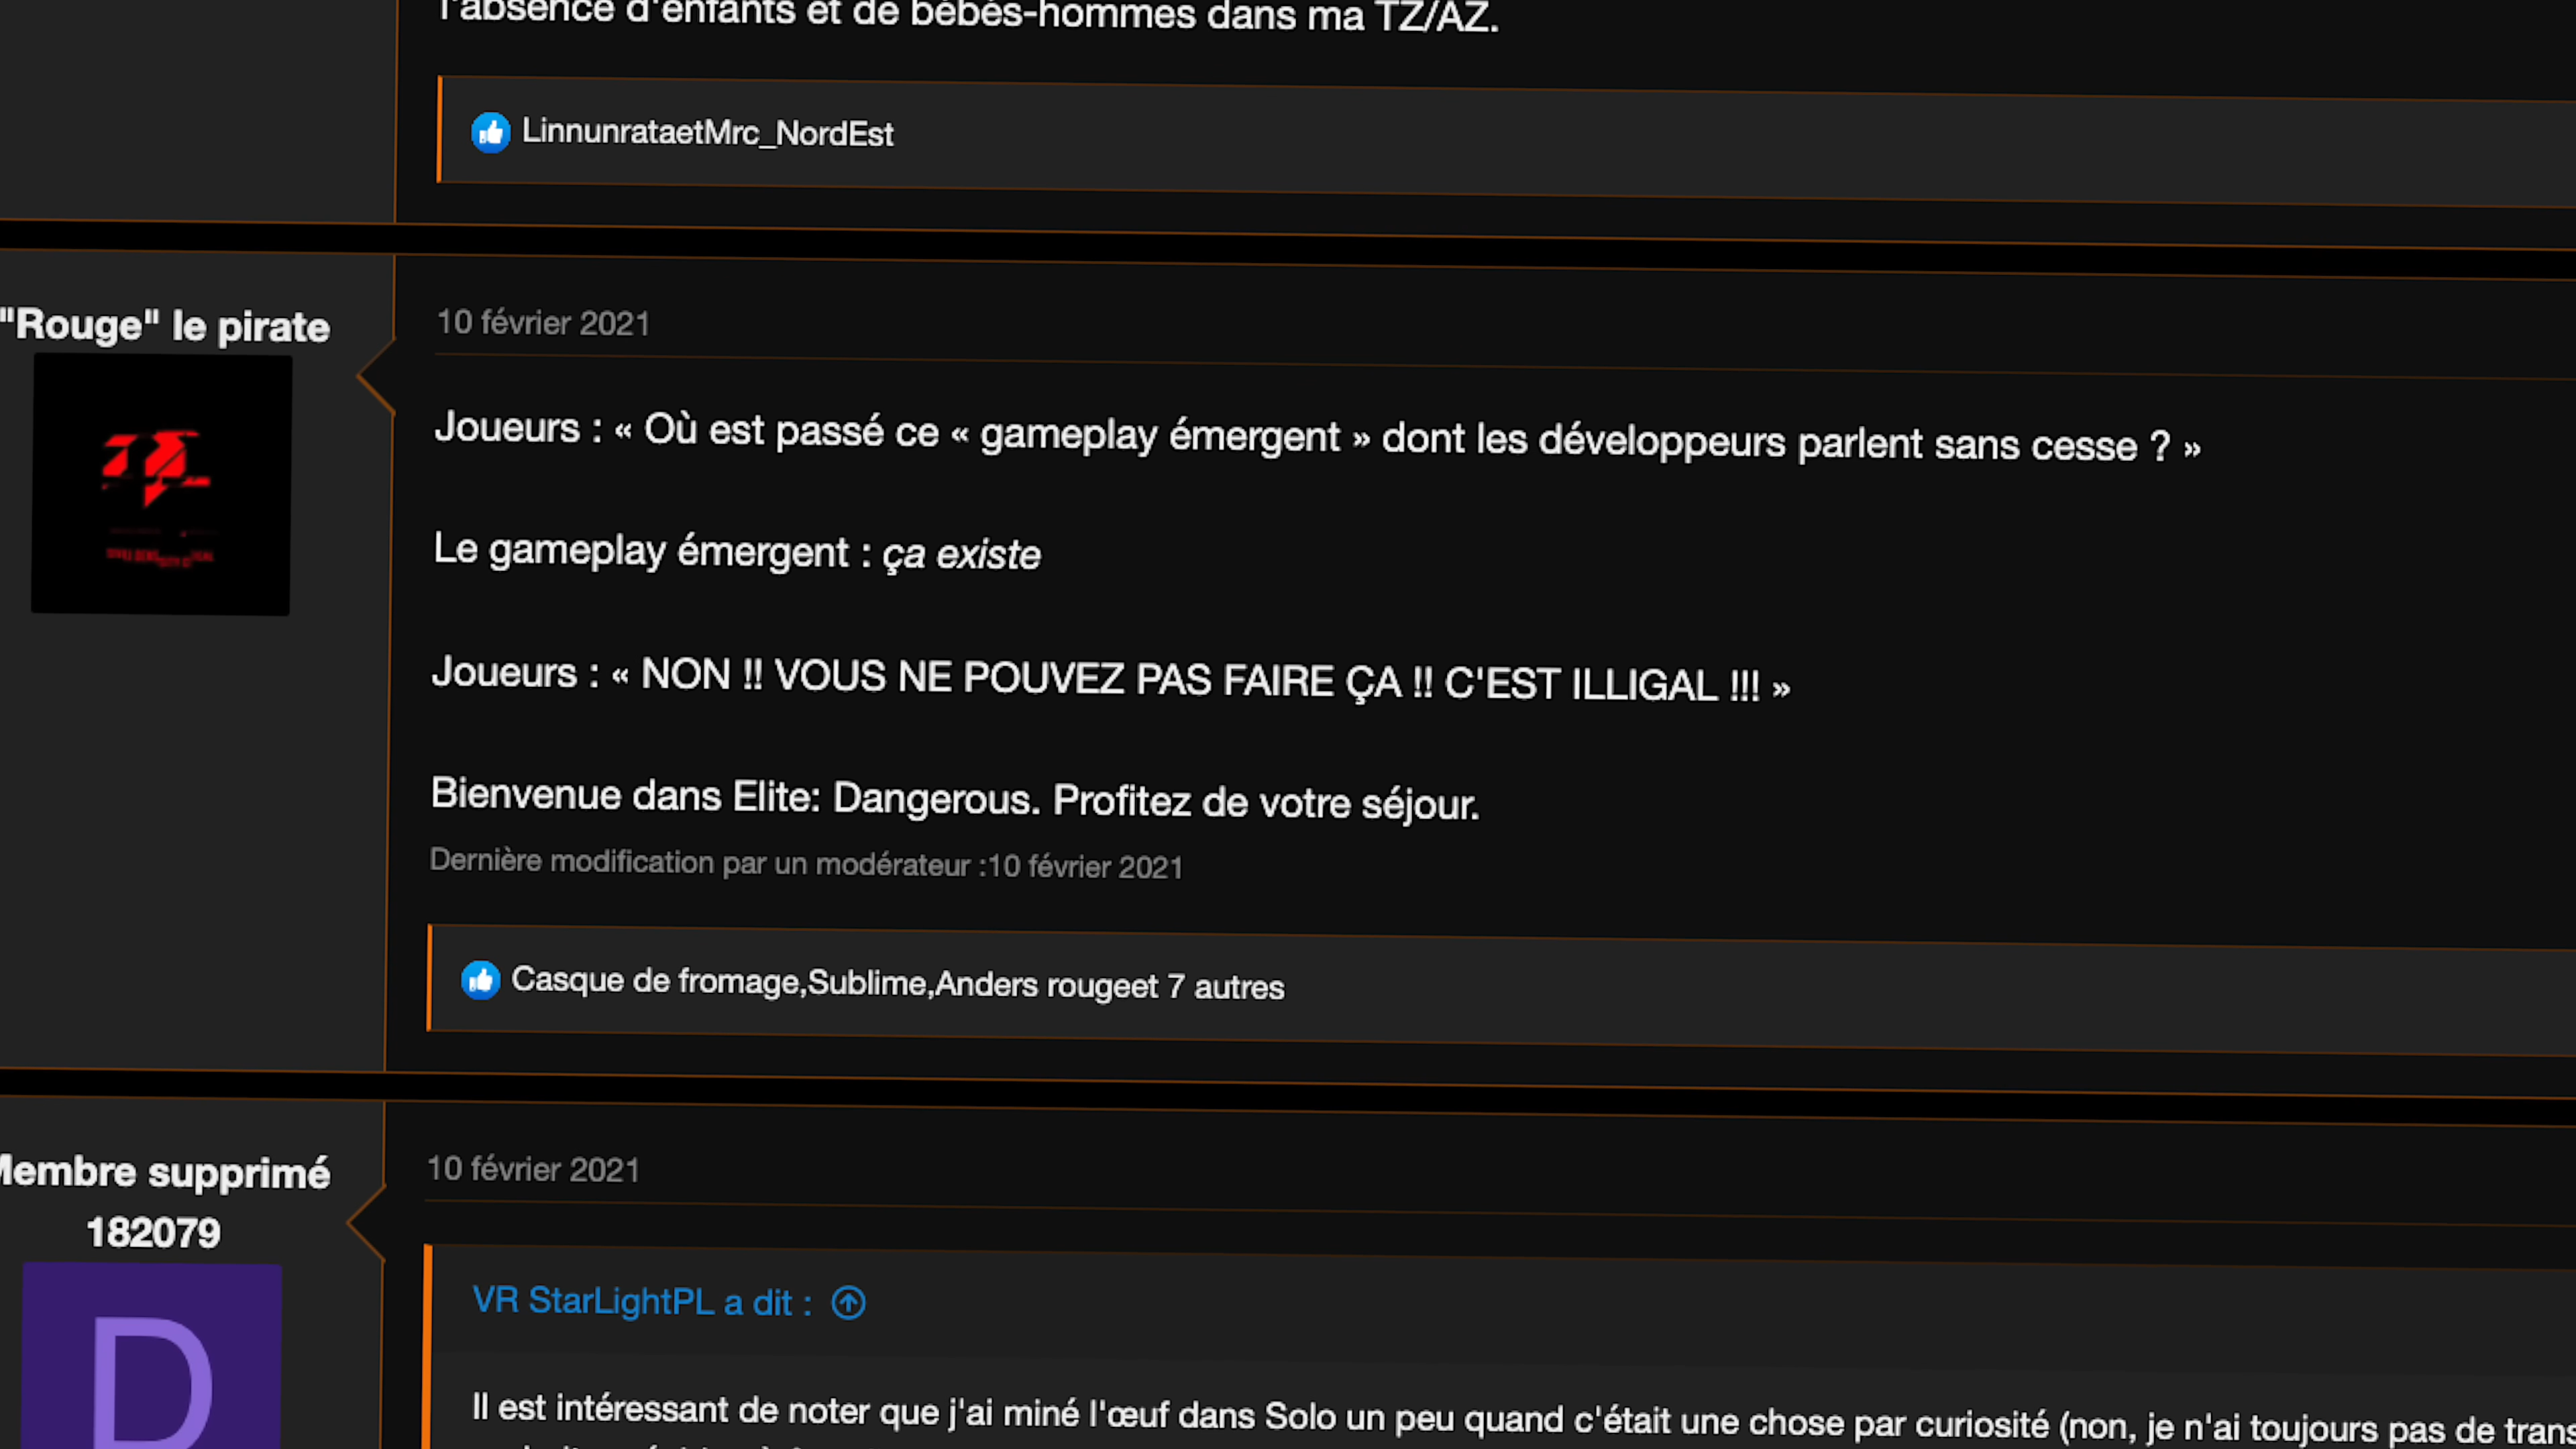 l'absence d'enfants et de bébés-hommes dans ma TZ/AZ.
LinnunrataetMrc_NordEst
"Rouge" le pirate
10 février 2021
Joueurs : « Où est passé ce « gameplay émergent » dont les développeurs parlent sans cesse ? »
Le gameplay émergent : ça existe
Joueurs : « NON !! VOUS NE POUVEZ PAS FAIRE ÇA !! C'EST ILLIGAL !!! »
Bienvenue dans Elite: Dangerous. Profitez de votre séjour.
Dernière modification par un modérateur :10 février 2021
Casque de fromage,Sublime,Anders rougeet 7 autres
Membre supprimé
182079
D
10 février 2021
VR StarLightPL a dit :
Il est intéressant de noter que j'ai miné l'œuf dans Solo un peu quand c'était une chose par curiosité (non, je n'ai toujours pas de trans